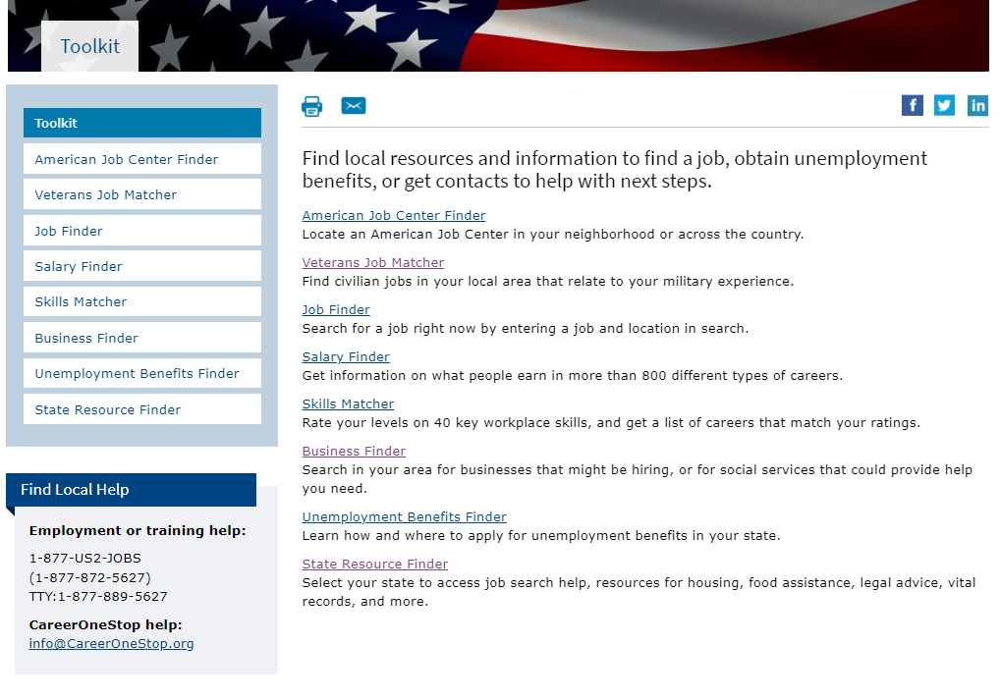 Toolkit
Toolkit
American Job Center Finder
Veterans Job Matcher
Job Finder
Salary Finder
Skills Matcher
Business Finder
Unemployment Benefits Finder
State Resource Finder
Find Local Help
Employment or training help:
1-877-US2-JOBS
(1-877-872-5627)
TTY:1-877-889-5627
CareerOneStop help:
info@CareerOneStop.org
f
in
Find local resources and information to find a job, obtain unemployment
benefits, or get contacts to help with next steps.
American Job Center Finder
Locate an American Job Center in your neighborhood or across the country.
Veterans Job Matcher
Find civilian jobs in your local area that relate to your military experience.
Job Finder
Search for a job right now by entering a job and location in search.
Salary Finder
Get information on what people earn in more than 800 different types of careers.
Skills Matcher
Rate your levels on 40 key workplace skills, and get a list of careers that match your ratings.
Business Finder
Search in your area for businesses that might be hiring, or for social services that could provide help
you need.
Unemployment Benefits Finder
Learn how and where to apply for unemployment benefits in your state.
State Resource Finder
Select your state to access job search help, resources for housing, food assistance, legal advice, vital
records, and more.